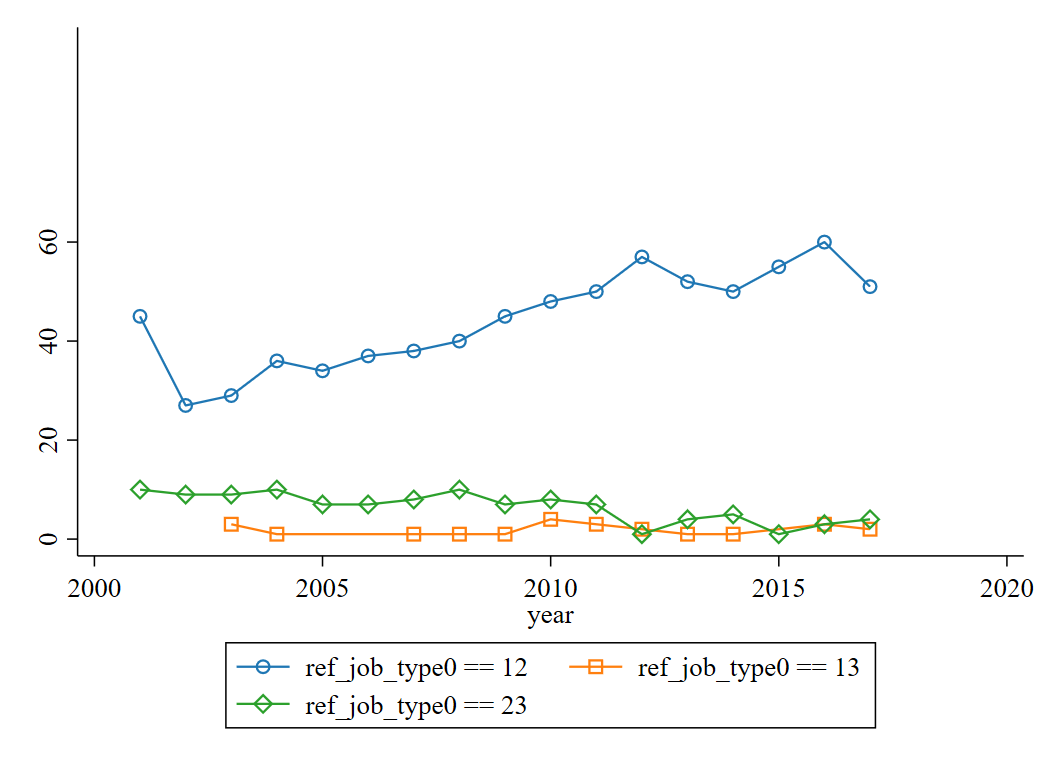 60
40
20
0
2000 2005 2010 2015 2020
year
ref_job_type0 == 12 ref_job_type0 == 13
ref_job_type0 == 23